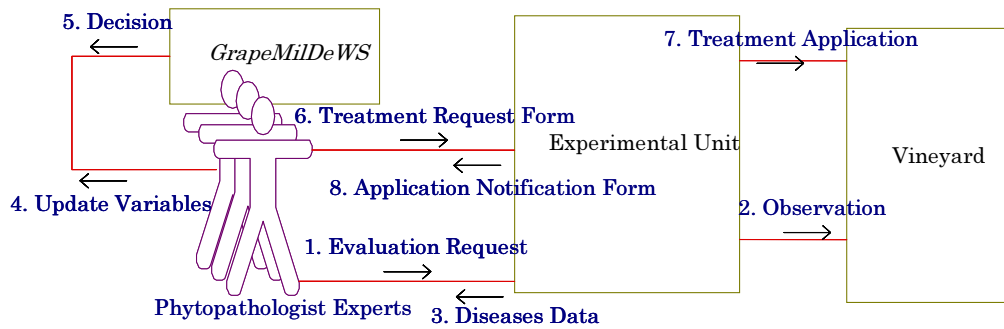 5. Decision
GrapeMilDeWS
7. Treatment Application
6. Treatment Request Form
Experimental Unit
Vineyard
8. Application Notification Form
4. Update Variables
2. Observation
1. Evaluation Request
Phytopathologist Experts
3. Diseases Data